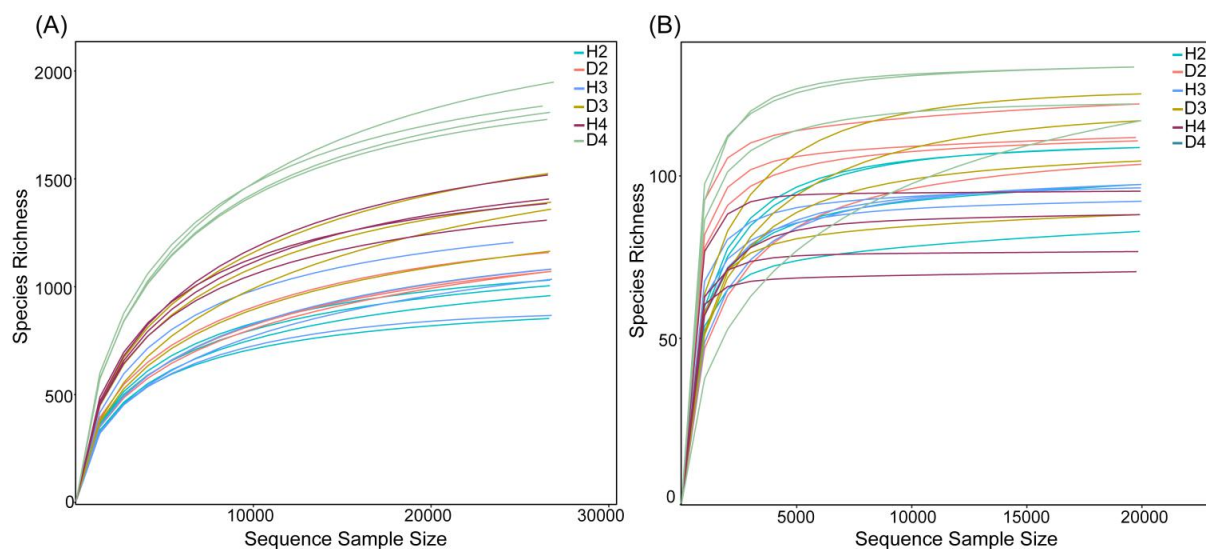 (A)
2000
1500
1000
500
0
10000
20000
30000
Species Richness
Sequence Sample Size
H2
D2
H3
D3
H4
D4
(B)
100
50
0
5000
10000
15000
20000
Species Richness
Sequence Sample Size
H2
D2
H3
D3
H4
D4